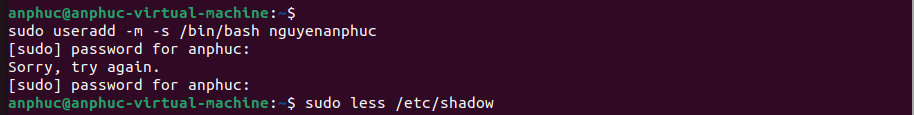 anphuc@anphuc-virtual-machine:~$
sudo useradd -m -s /bin/bash nguyenanphuc
[sudo] password for anphuc:
Sorry, try again.
[sudo] password for anphuc:
anphuc@anphuc-virtual-machine:~$ sudo less /etc/shadow